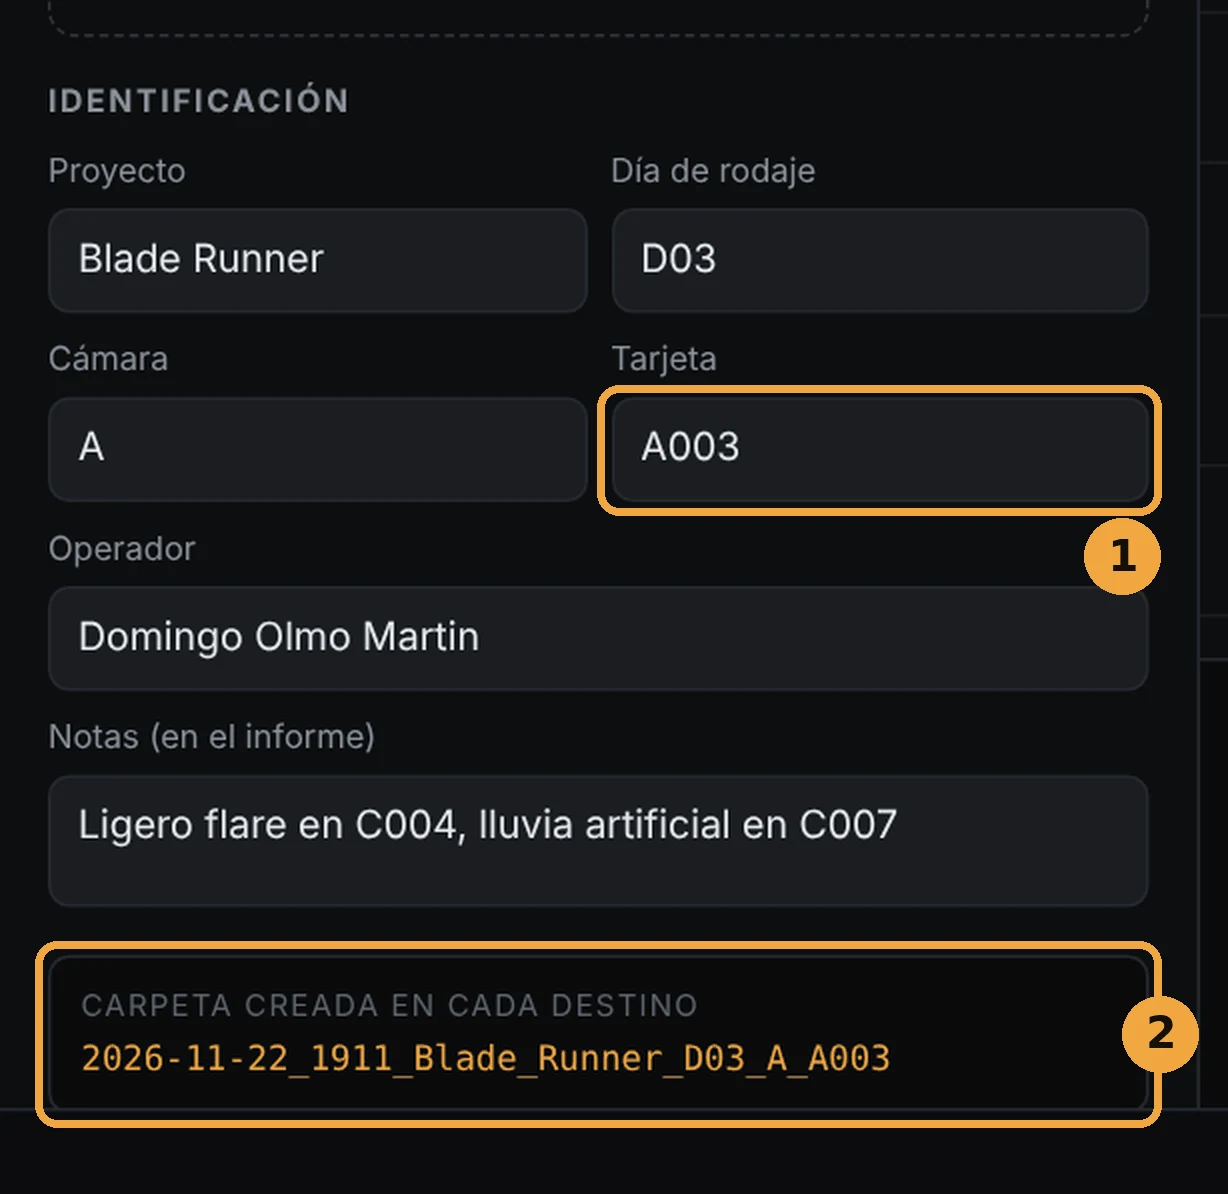 IDENTIFICACIÓN
Proyecto
Día de rodaje
Blade Runner
D03
Cámara
Tarjeta
A
A003
1
Operador
Domingo Olmo Martin
Notas (en el informe)
Ligero flare en C004, lluvia artificial en C007
CARPETA CREADA EN CADA DESTINO
2026-11-22_1911_Blade_Runner_D03_A_A003
2